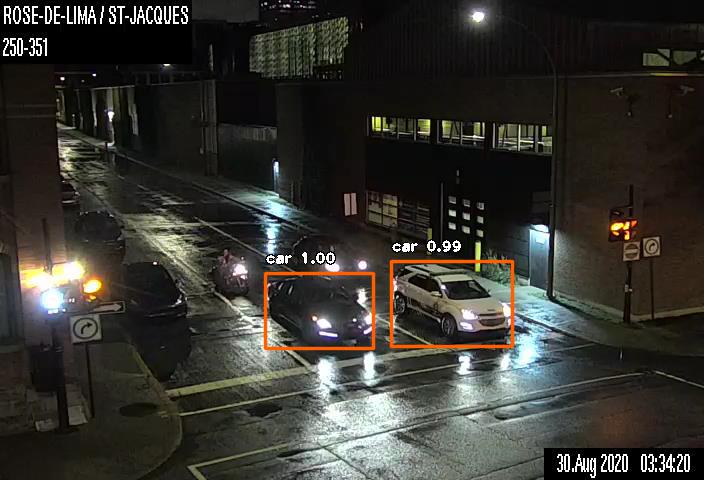 ROSE-DE-LIMA / ST-JACQUES
250-351
car 0.99
car 1.00
30.Aug 2020 03:34:20